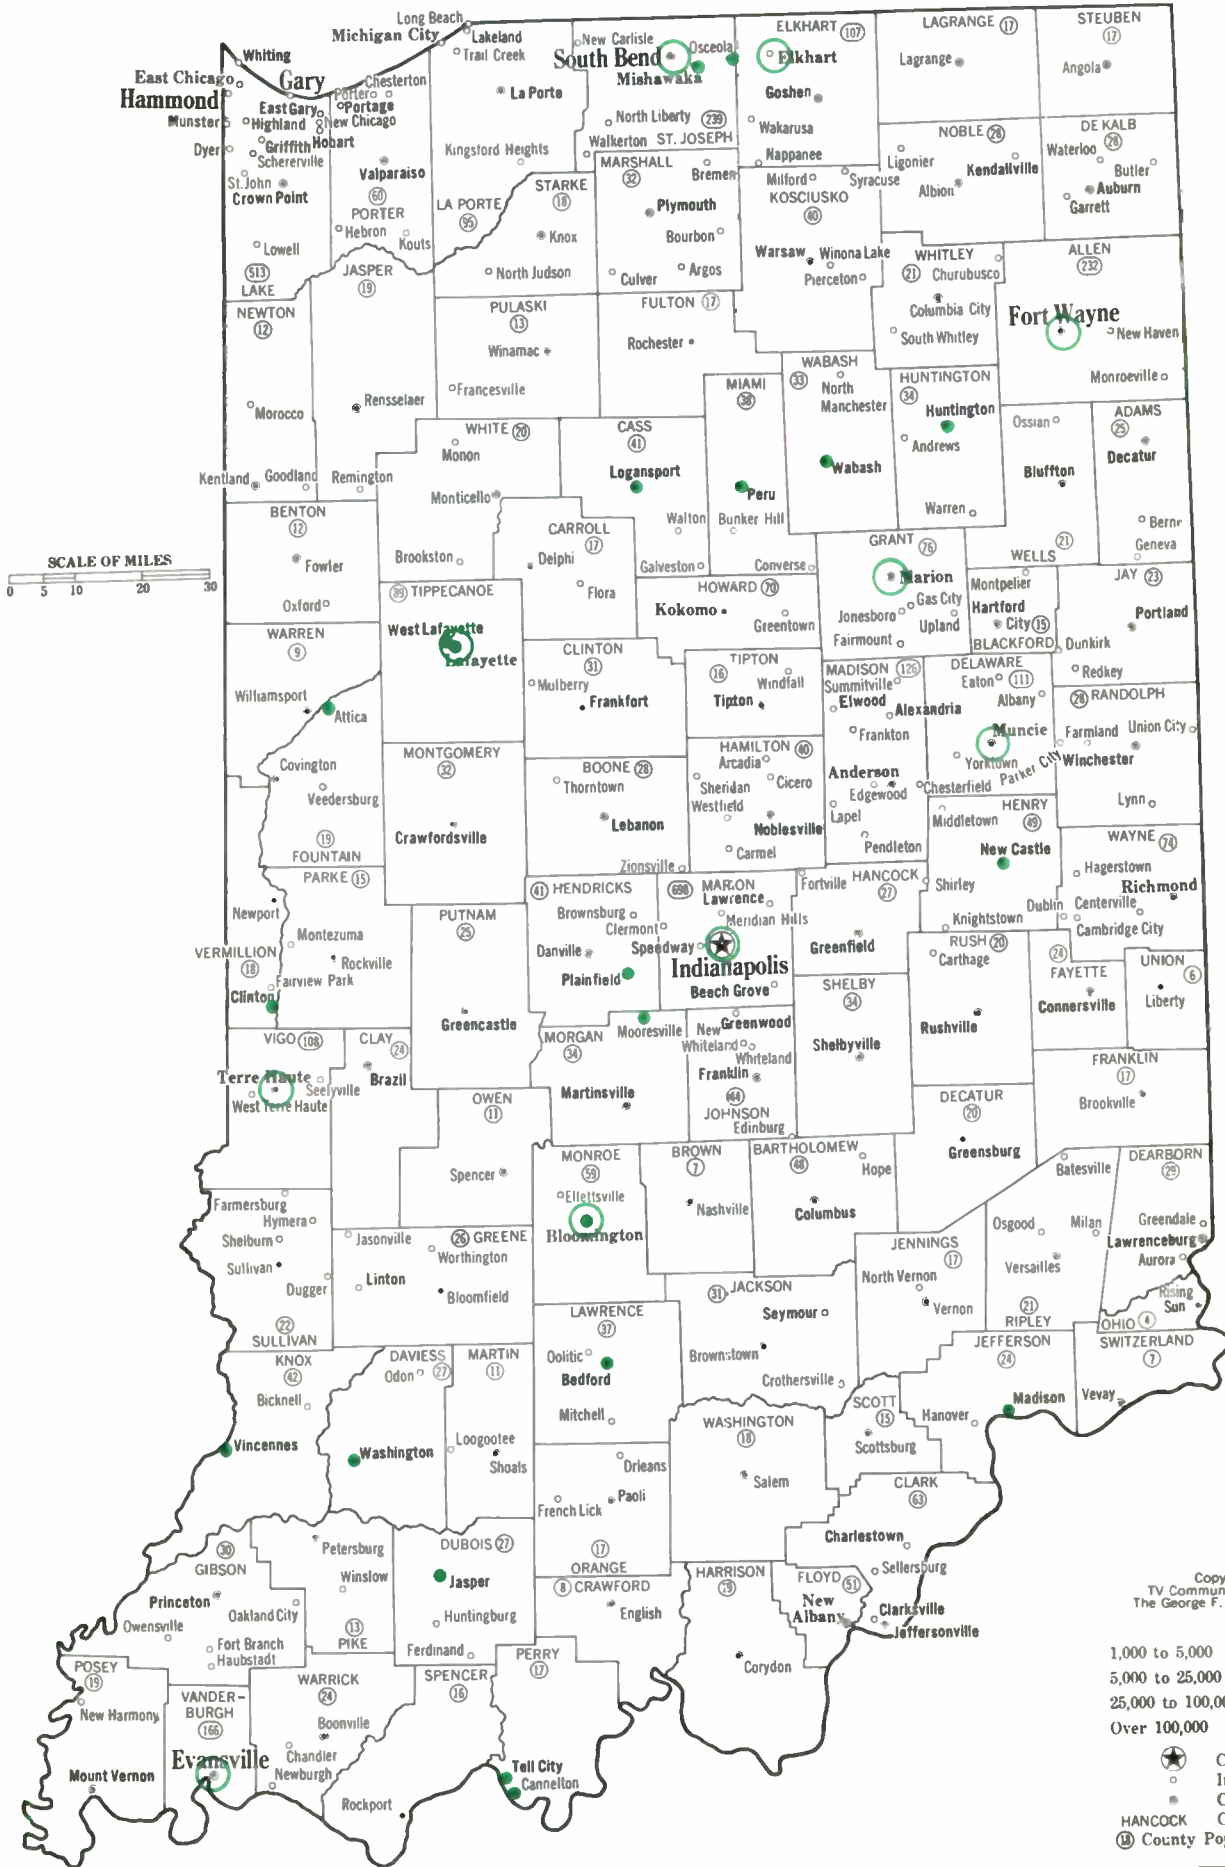 Long Beach
Michigan City
Lakeland
Trail Creek
New Carlisle
South Bend
Osceola
Mishawaka
ELKHART 107
Elkhart
LAGRANGE 17
STEUBEN
17
Whiting
East Chicago
Gary
Chesterton
Hammond
Porter
East Gary
Portage
La Porte
Goshen
Lagrange
Angola
Munster
Highland
New Chicago
Hobart
North Liberty
239
Wakarusa
NOBLE 28
DE KALB
28
Dyer
Griffith
Schererville
Kingsford Heights
Walkerton
ST. JOSEPH
Nappanee
Ligonier
Kendallville
Waterloo
Butler
St. John
Valparaiso
MARSHALL
32
Bremen
Milford
Syracuse
Albion
Auburn
Crown Point
60
PORTER
LA PORTE
95
STARKE
18
KOSCIUSKO
40
Garrett
Hebron
Kouts
Plymouth
Lowell
Knox
Bourbon
Warsaw
Winona Lake
WHITLEY
21
Churubusco
ALLEN
232
513
LAKE
JASPER
19
North Judson
Culver
Argos
Pierceton
Columbia City
NEWTON
12
PULASKI
13
FULTON 17
Fort Wayne
Winamac
Rochester
South Whitley
New Haven
Francesville
WABASH
33
North
Manchester
HUNTINGTON
34
Monroeville
Morocco
Rensselaer
MIAMI
38
Huntington
Ossian
ADAMS
25
WHITE 20
Monon
CASS
41
Andrews
Decatur
Kentland
Goodland
Remington
Logansport
Wabash
Bluffton
Monticello
Peru
BENTON
12
Walton
Bunker Hill
Warren
Bern
SCALE OF MILES
0 5 10 20 30
Fowler
Brookston
CARROLL
17
Delphi
GRANT 76
21
WELLS
Geneva
Galveston
Converse
Oxford
89 TIPPECANOE
Flora
HOWARD 70
Marion
Montpelier
JAY 23
Kokomo
Greentown
Jonesboro
Gas City
Hartford
City 15
Portland
WARREN
9
West Lafayette
Lafayette
Fairmount
Upland
BLACKFORD
Dunkirk
CLINTON
31
TIPTON
16
Windfall
MADISON 126
Summitville
DELAWARE
Eaton 111
Redkey
Mulberry
Williamsport
Attica
Frankfort
Tipton
Elwood
Alexandria
Albany
28 RANDOLPH
Frankton
Muncie
Farmland
Union City
MONTGOMERY
32
HAMILTON 40
Arcadia
Yorktown
Parker City
Winchester
Covington
BOONE 28
Thorntown
Sheridan
Cicero
Anderson
Edgewood
Chesterfield
Veedersburg
Westfield
Lapel
Middletown
HENRY
49
Lynn
Crawfordsville
Lebanon
Noblesville
19
FOUNTAIN
Pendleton
New Castle
WAYNE
74
Zionsville
Carmel
PARKE 15
41 HENDRICKS
698 MARION
Lawrence
Fortville
HANCOCK
27
Shirley
Hagerstown
Richmond
Newport
PUTNAM
25
Brownsburg
Clermont
Meridian Hills
Knightstown
Dublin
Centerville
Cambridge City
Montezuma
Danville
Speedway
Greenfield
RUSH 20
Carthage
24
FAYETTE
UNION
6
VERMILLION
18
Rockville
Plainfield
Indianapolis
Beech Grove
SHELBY
34
Fairview Park
Connersville
Liberty
Clinton
Greencastle
Mooresville
New
Whiteland
Greenwood
Rushville
VIGO 108
CLAY
24
MORGAN
34
Whiteland
Shelbyville
FRANKLIN
17
Terre Haute
Seelyville
Brazil
Martinsville
Franklin
44
JOHNSON
DECATUR
20
Brookville
West Terre Haute
OWEN
11
Edinburg
MONROE
59
BROWN
7
BARTHOLOMEW
48
Hope
Greensburg
DEARBORN
29
Spencer
Batesville
Farmersburg
Hymera
Ellettsville
Nashville
Columbus
Osgood
Milan
Greendale
Shelburn
Jasonville
26 GREENE
Worthington
Bloomington
JENNINGS
17
Lawrenceburg
Sullivan
Versailles
Aurora
Dugger
Linton
Bloomfield
31 JACKSON
North Vernon
Rising
Sun
Seymour
Vernon
22
SULLIVAN
LAWRENCE
37
21
RIPLEY
OHIO 4
KNOX
42
DAVIESS
Odon 27
MARTIN
11
Oolitic
Brownstown
JEFFERSON
24
SWITZERLAND
7
Bedford
Bicknell
Crothersville
Mitchell
WASHINGTON
18
SCOTT
15
Hanover
Madison
Vevay
Vincennes
Washington
Loogootee
Shoals
Orleans
Scottsburg
Salem
CLARK
63
French Lick
Paoli
30
GIBSON
Petersburg
DUBOIS 27
17
ORANGE
Charlestown
Winslow
Jasper
HARRISON
19
FLOYD 51
Sellersburg
Princeton
8 CRAWFORD
Oakland City
English
New
Albany
Clarksville
Owensville
13
PIKE
Huntingburg
Jeffersonville
Fort Branch
Haubstadt
Ferdinand
POSEY
19
PERRY
17
Corydon
WARRICK
24
SPENCER
16
New Harmony
VANDER-
BURGH
166
Boonville
Evansville
Chandler
Newburgh
Tell City
Cannelton
Mount Vernon
Rockport
Copy
TV Commun
The George F.
1,000 to 5,000
5,000 to 25,000
25,000 to 100,00
Over 100,000
C
I
C
HANCOCK C
18 County Pop